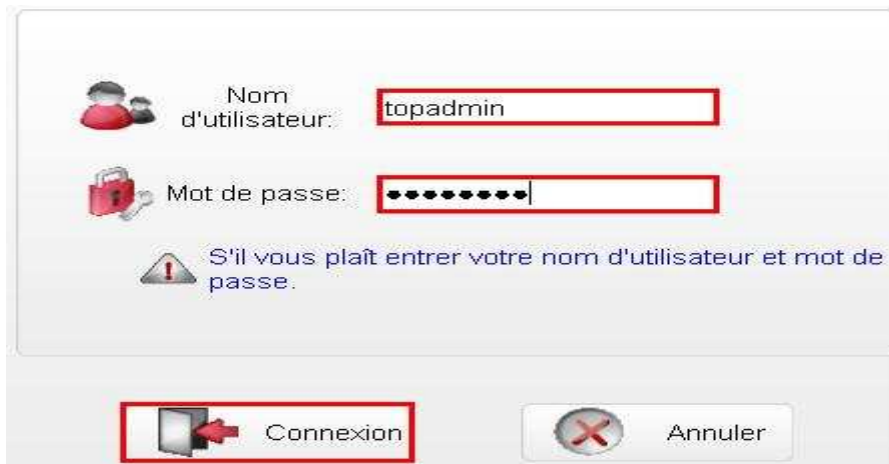 Nom
d'utilisateur:
topadmin
Mot de passe:
●●●●●●●●
S'il vous plaît entrer votre nom d'utilisateur et mot de
passe.
Connexion
Annuler